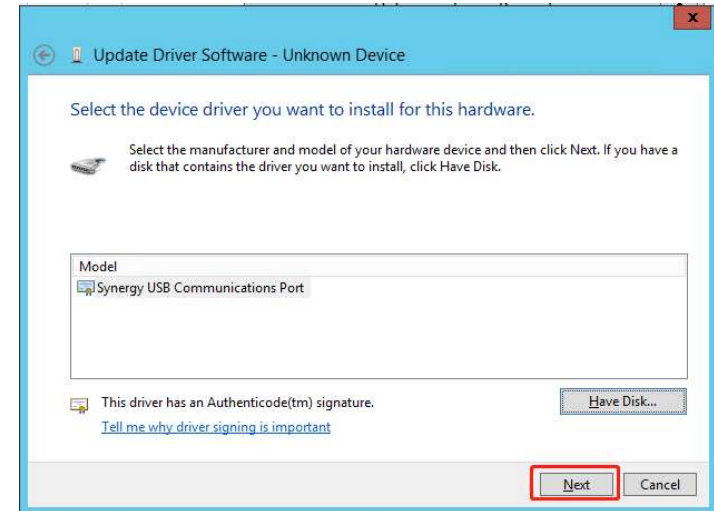 x
Update Driver Software - Unknown Device
Select the device driver you want to install for this hardware.
Select the manufacturer and model of your hardware device and then click Next. If you have a
disk that contains the driver you want to install, click Have Disk.
Model
Synergy USB Communications Port
This driver has an Authenticode(tm) signature.
Have Disk...
Tell me why driver signing is important
Next
Cancel